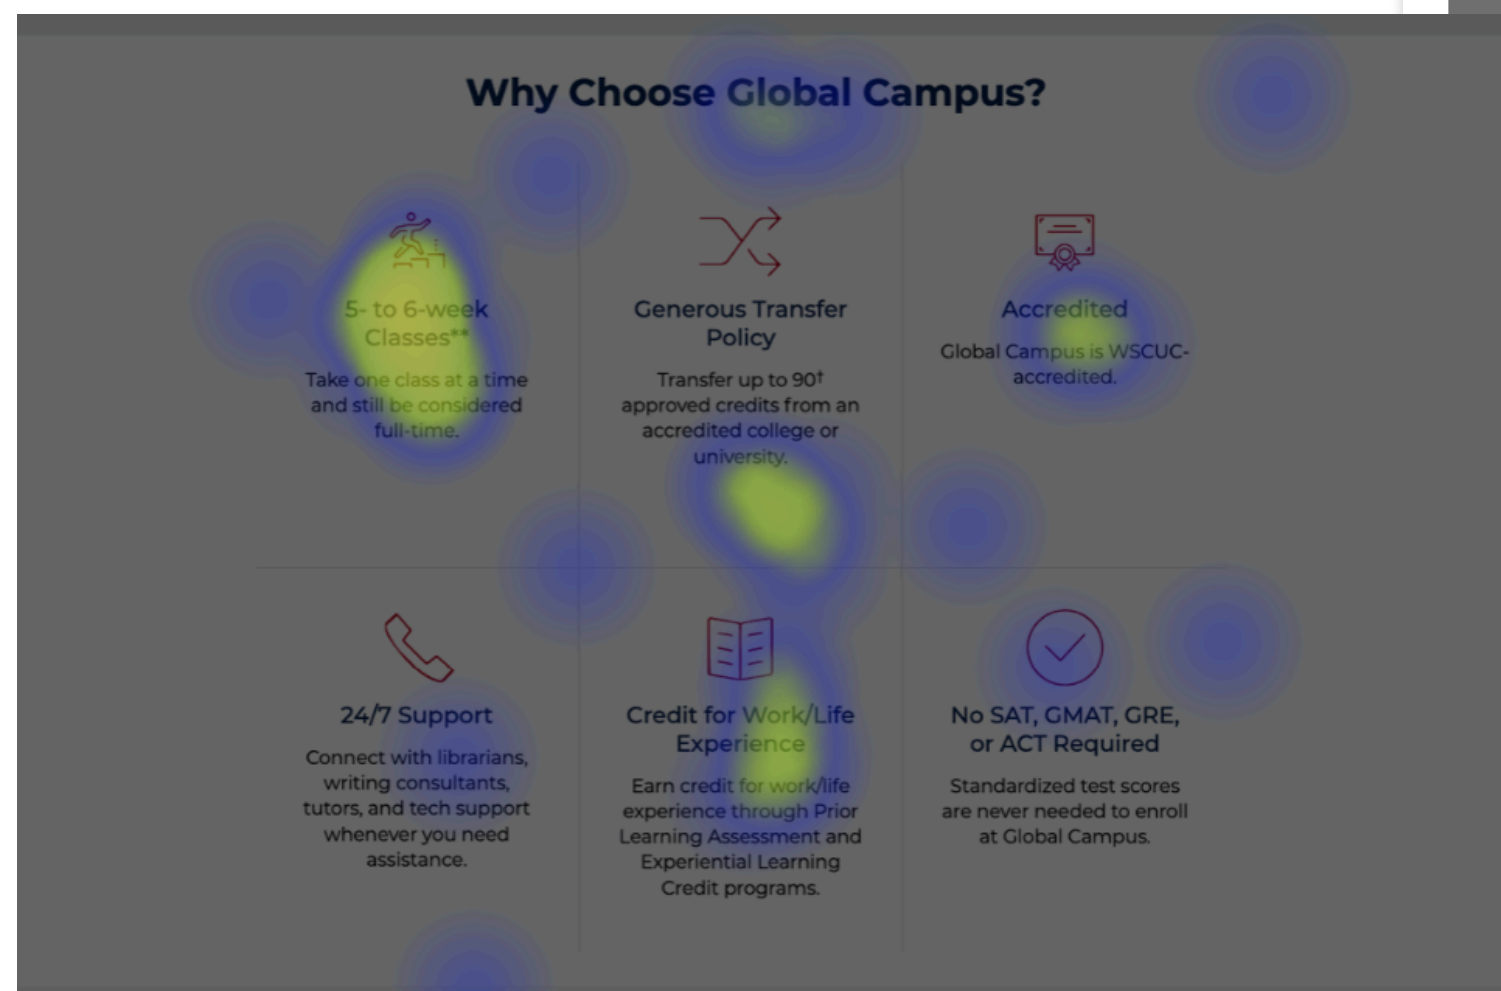 Why Choose Global Campus?
5- to 6-week
Classes**
Take one class at a time
and still be considered
full-time.
Generous Transfer
Policy
Transfer up to 90†
approved credits from an
accredited college or
university.
Accredited
Global Campus is WSCUC-
accredited.
24/7 Support
Connect with librarians,
writing consultants,
tutors, and tech support
whenever you need
assistance.
Credit for Work/Life
Experience
Earn credit for work/life
experience through Prior
Learning Assessment and
Experiential Learning
Credit programs.
No SAT, GMAT, GRE,
or ACT Required
Standardized test scores
are never needed to enroll
at Global Campus.